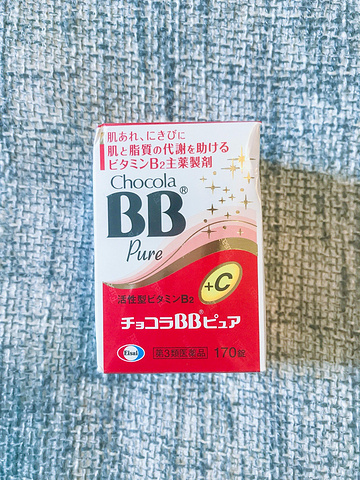 肌あれ、にきびに
肌と脂質の代謝を助ける
ビタミンB2主薬製剤
Chocola
BB®
Pure
+C
活性型ビタミンB2
チョコラBB®ピュア
Eisai
第3類医薬品
170錠